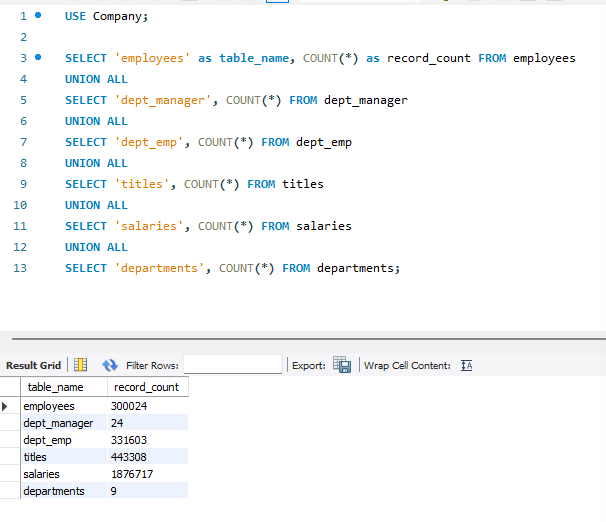 1 USE Company;
2
3 SELECT 'employees' as table_name, COUNT(*) as record_count FROM employees
4 UNION ALL
5 SELECT 'dept_manager', COUNT(*) FROM dept_manager
6 UNION ALL
7 SELECT 'dept_emp', COUNT(*) FROM dept_emp
8 UNION ALL
9 SELECT 'titles', COUNT(*) FROM titles
10 UNION ALL
11 SELECT 'salaries', COUNT(*) FROM salaries
12 UNION ALL
13 SELECT 'departments', COUNT(*) FROM departments;
Result Grid Filter Rows: Export: Wrap Cell Content:
table_name record_count
employees 300024
dept_manager 24
dept_emp 331603
titles 443308
salaries 1876717
departments 9